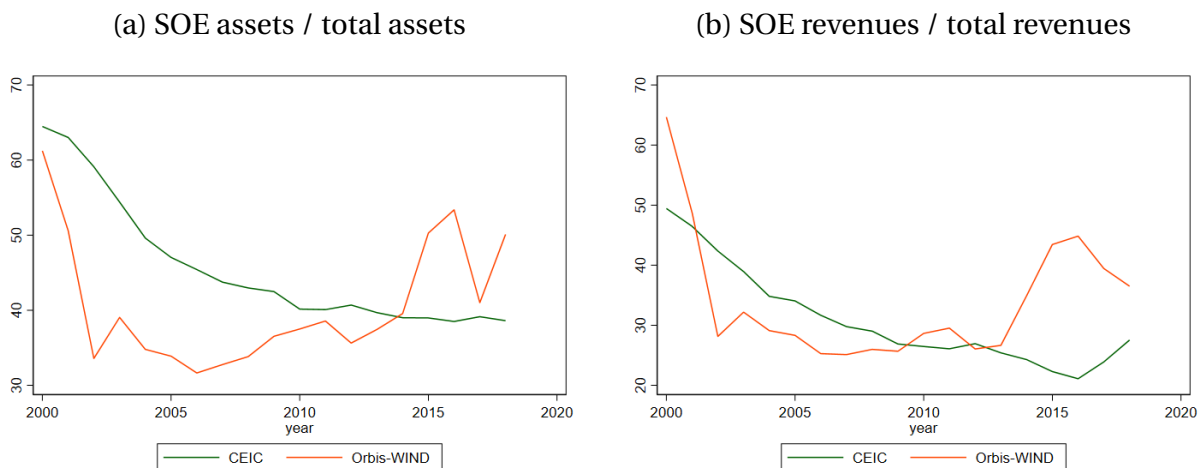 (a) SOE assets / total assets
70
60
50
40
30
2000 2005 2010 2015 2020
year
CEIC Orbis-WIND
(b) SOE revenues / total revenues
70
60
50
40
30
20
2000 2005 2010 2015 2020
year
CEIC Orbis-WIND